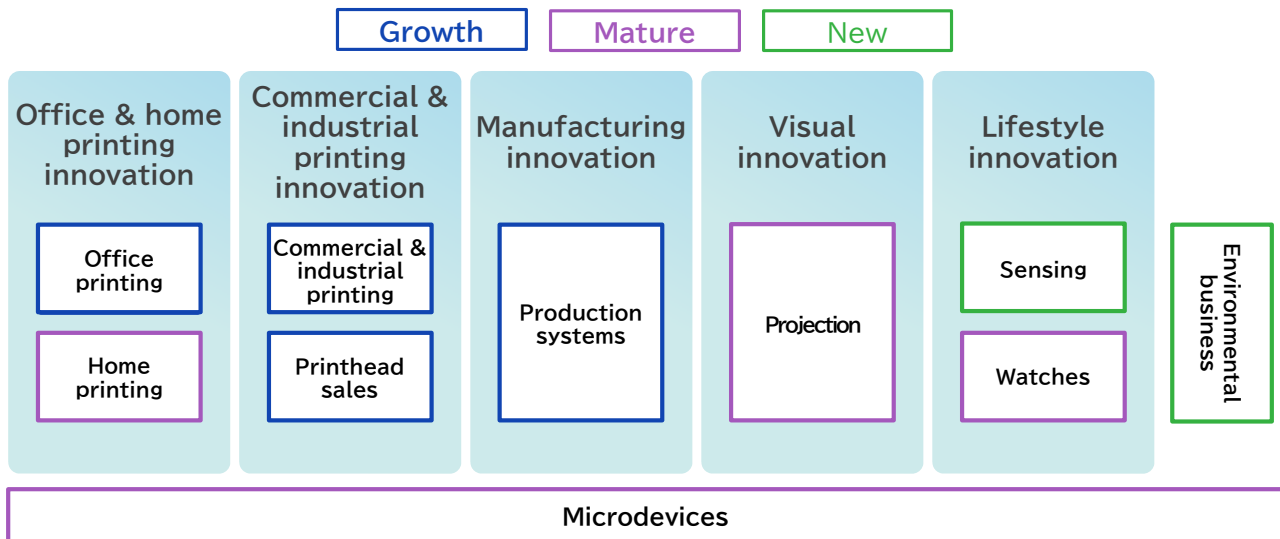 Growth
Mature
New
Office & home
printing
innovation
Office
printing
Home
printing
Commercial &
industrial
printing
innovation
Commercial &
industrial
printing
Printhead
sales
Manufacturing
innovation
Production
systems
Visual
innovation
Projection
Lifestyle
innovation
Sensing
Watches
Environmental
business
Microdevices